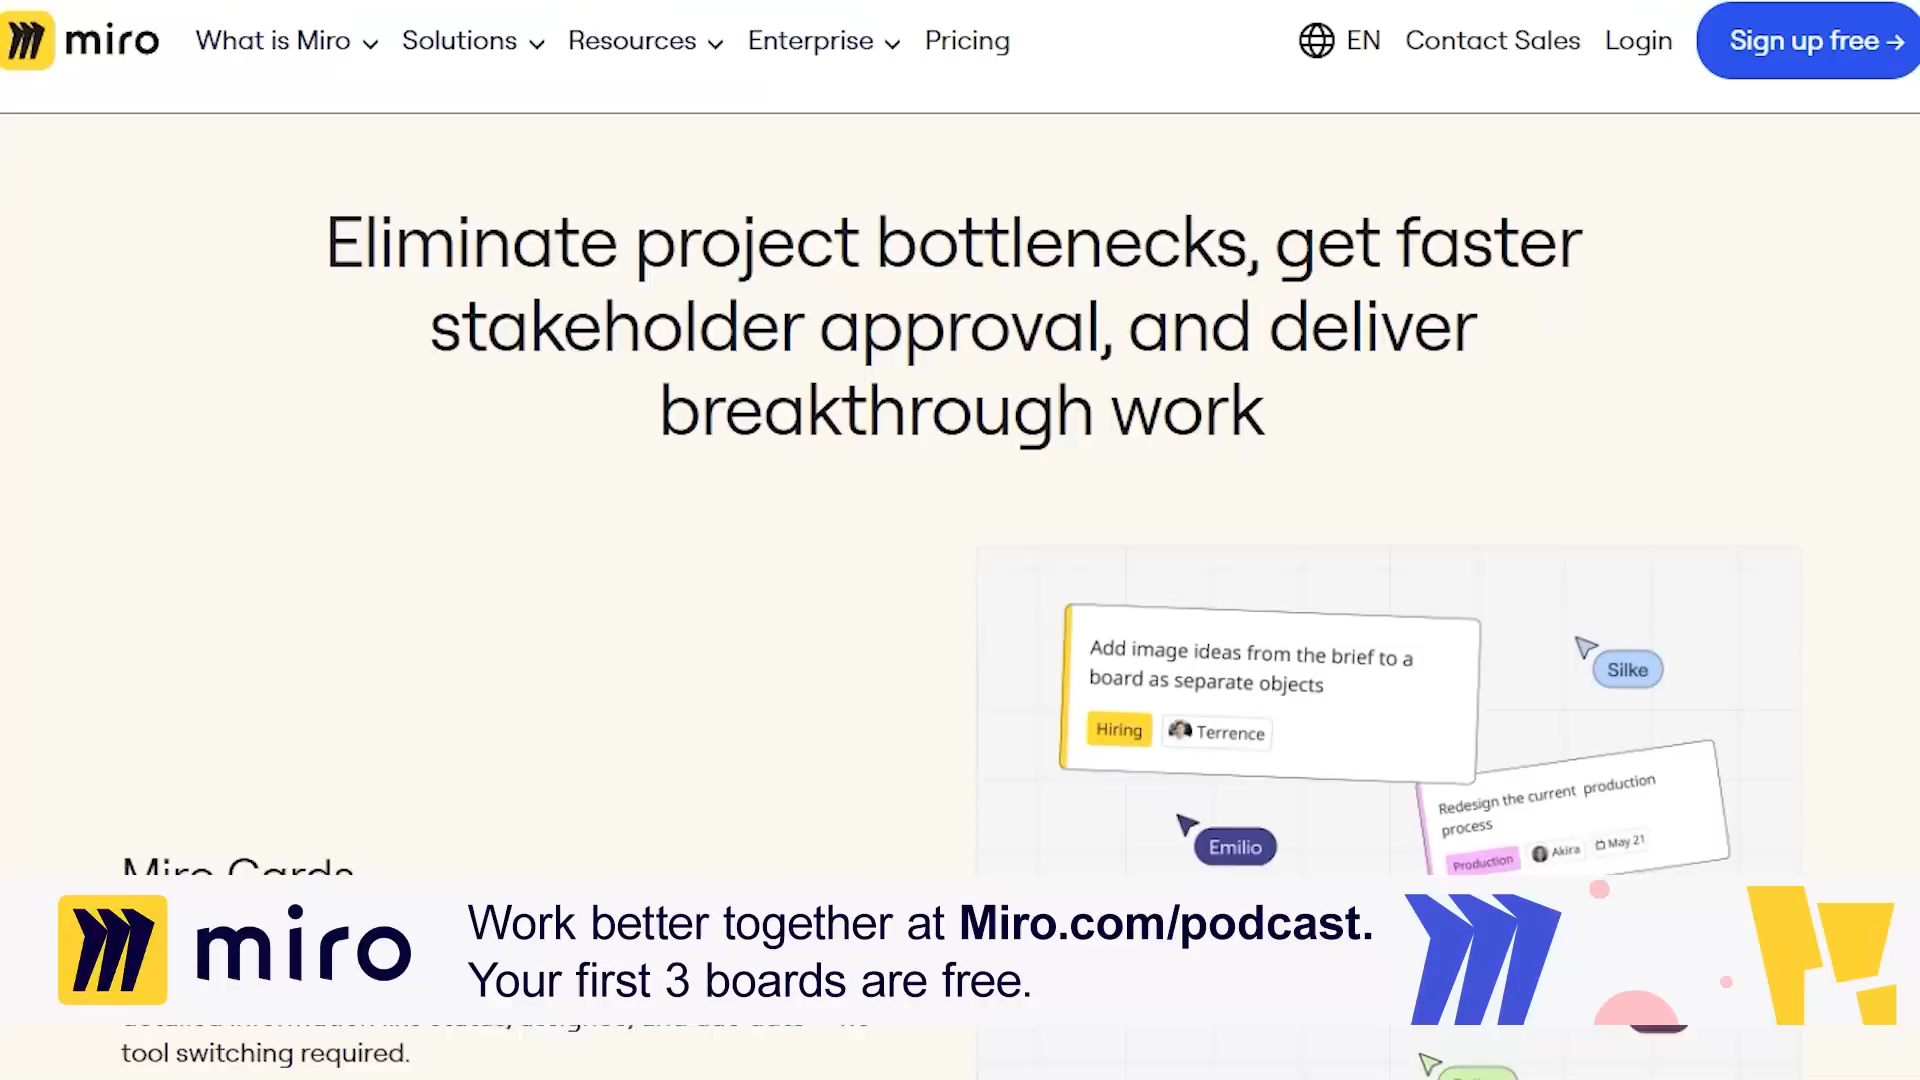 miro What is Miro Solutions Resources Enterprise Pricing EN Contact Sales Login Sign up free →
Eliminate project bottlenecks, get faster
stakeholder approval, and deliver
breakthrough work
Add image ideas from the brief to a
board as separate objects
Hiring Terrence
Silke
Redesign the current production
process
Production Akira May 21
Emilio
Miro Cards
miro
Work better together at Miro.com/podcast.
Your first 3 boards are free.
tool switching required.